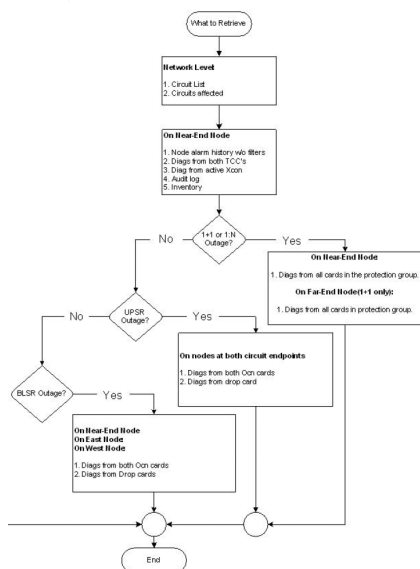 What to Retrieve
Network Level:
1. Circuit List
2. Circuits affected
On Near-End Node
1. Node alarm history w/o filters
2. Diags from both TCC's
3. Diag from active Xcon
4. Audit log
5. Inventory
1+1 or 1:N
Outage?
No
Yes
On Near-End Node
1. Diags from all cards in the protection group.
On Far-End Node(1+1 only):
1. Diags from all cards in protection group.
UPSR
Outage?
No
Yes
On nodes at both circuit endpoints
1. Diags from both Ocn cards
2. Diags from drop card
BLSR Outage?
Yes
On Near-End Node
On East Node
On West Node
1. Diags from both Ocn cards
2. Diags from Drop cards
End